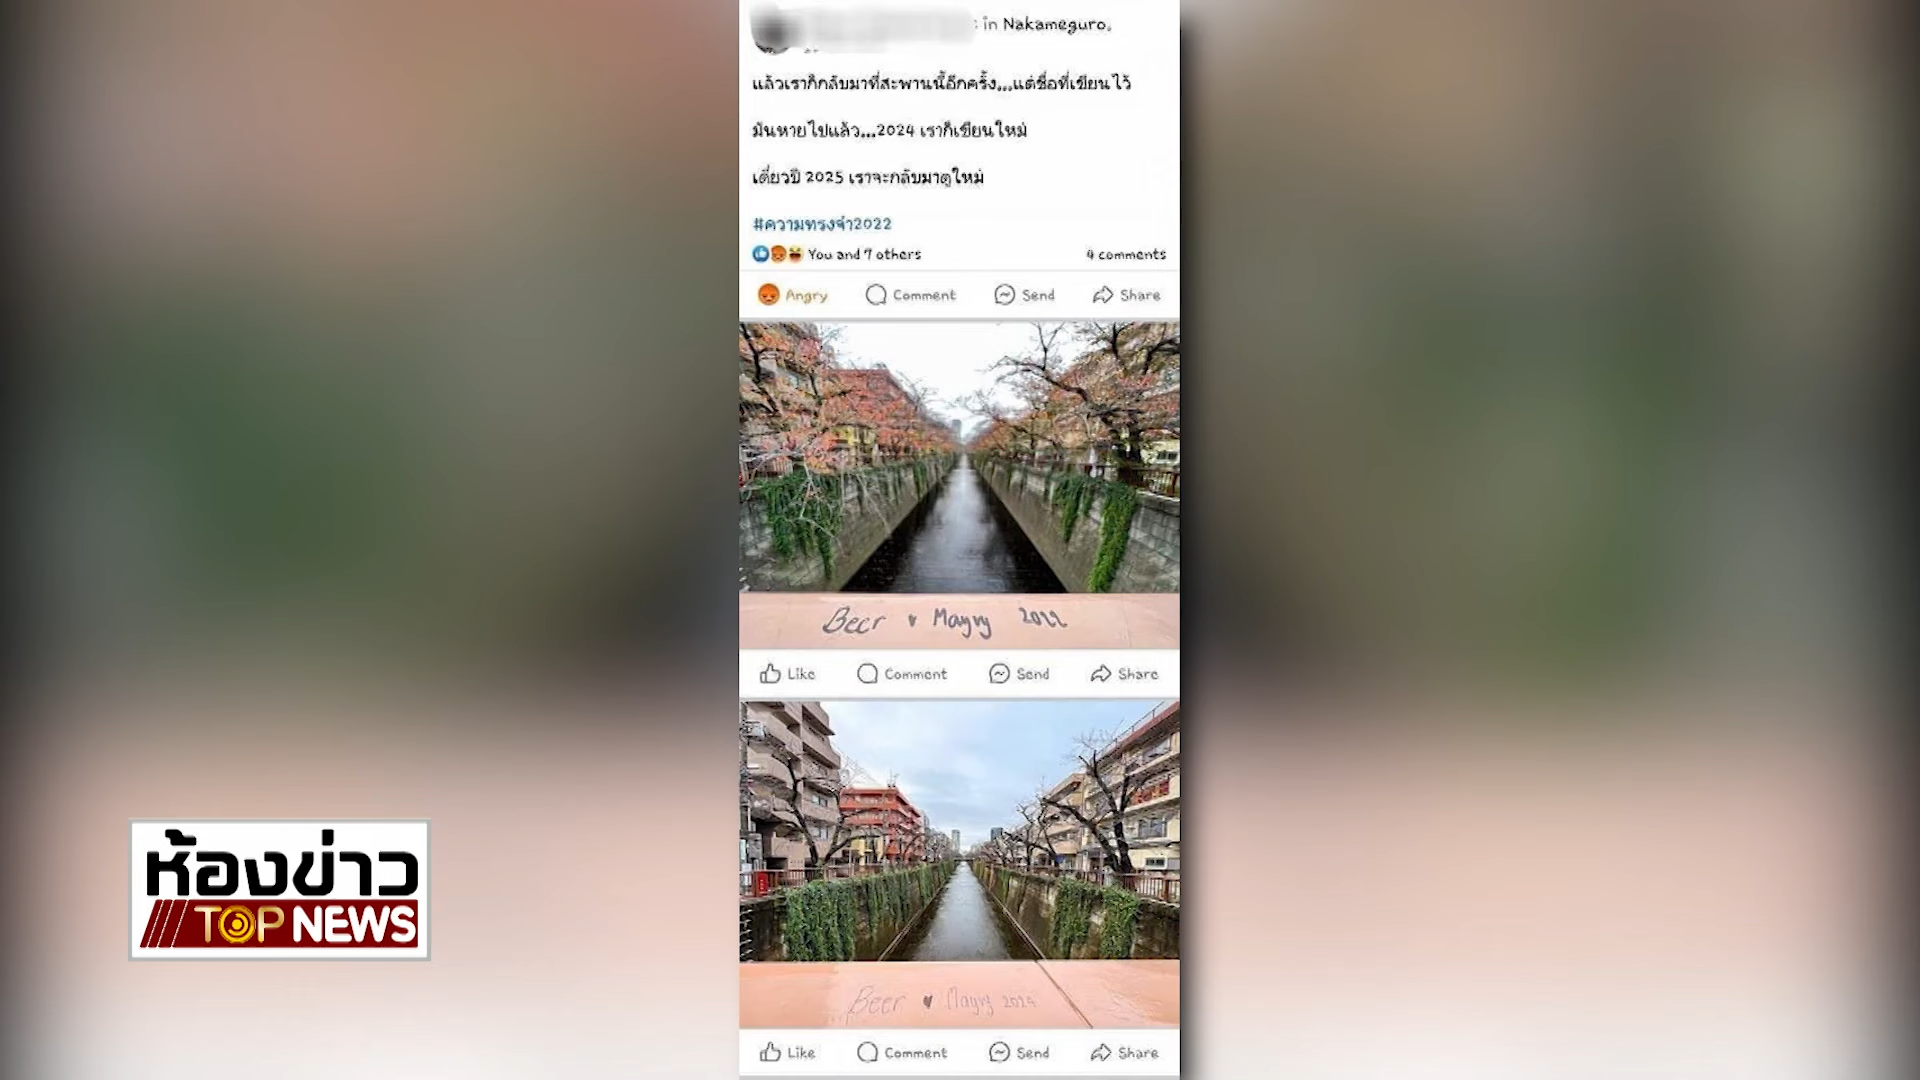 in Nakameguro.
แล้วเราก็กลับมาที่สะพานนี้อีกครั้ง...แต่ชื่อที่เขียนไว้
มันหายไปแล้ว...2024 เราก็เขียนใหม่
เดี๋ยวปี 2025 เราจะกลับมาดูใหม่
#ความทรงจำ2022
You and 7 others
4 comments
Angry
Comment
Send
Share
Beer ♥ Mayvy 2022
Like
Comment
Send
Share
Beer ♥ Mayvy 2024
Like
Comment
Send
Share
ห้องข่าว
TOP NEWS